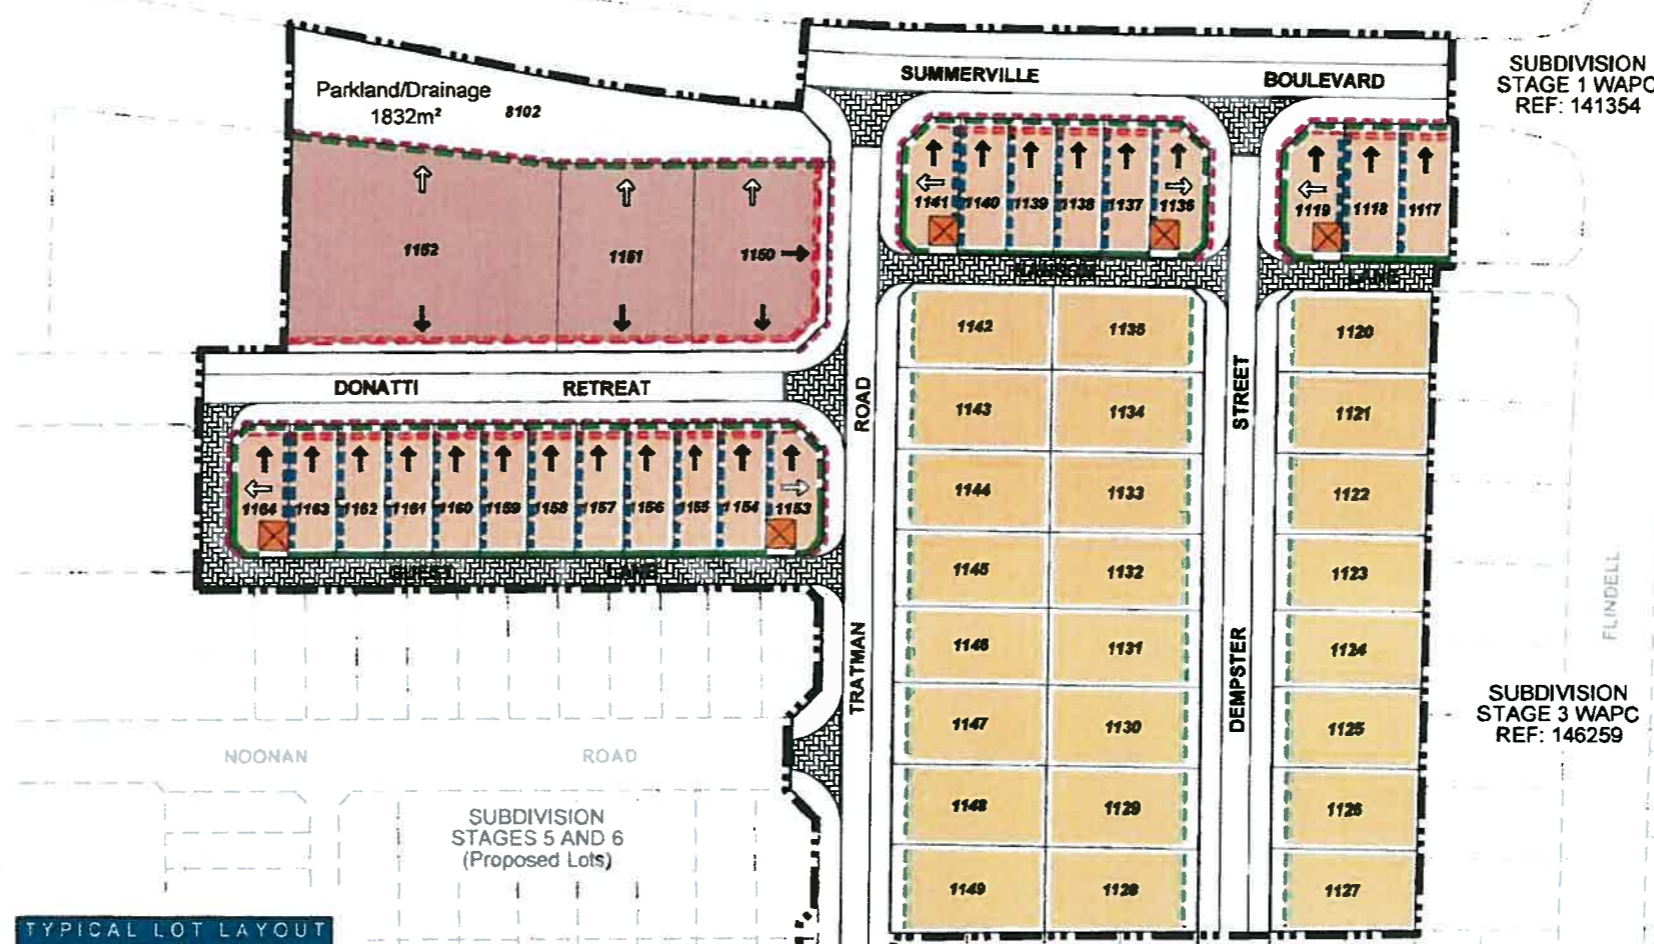 SUMMERVILLE BOULEVARD
SUBDIVISION
STAGE 1 WAPC
REF: 141354
Parkland/Drainage
1832m²
8102
1141 1140 1139 1138 1137 1136
1119 1118 1117
1152 1151 1150
LANE
DONATTI RETREAT
ROAD
STREET
1142 1135 1120
1143 1134 1121
1144 1133 1122
1145 1132 1123
1146 1131 1124
1147 1130 1125
1148 1129 1126
1149 1128 1127
1164 1163 1162 1161 1160 1159 1158 1157 1156 1155 1154 1153
GUEST LANE
TRATMAN
DEMPSTER
FLINDELL
SUBDIVISION
STAGE 3 WAPC
REF: 146259
NOONAN ROAD
SUBDIVISION
STAGES 5 AND 6
(Proposed Lots)
TYPICAL LOT LAYOUT